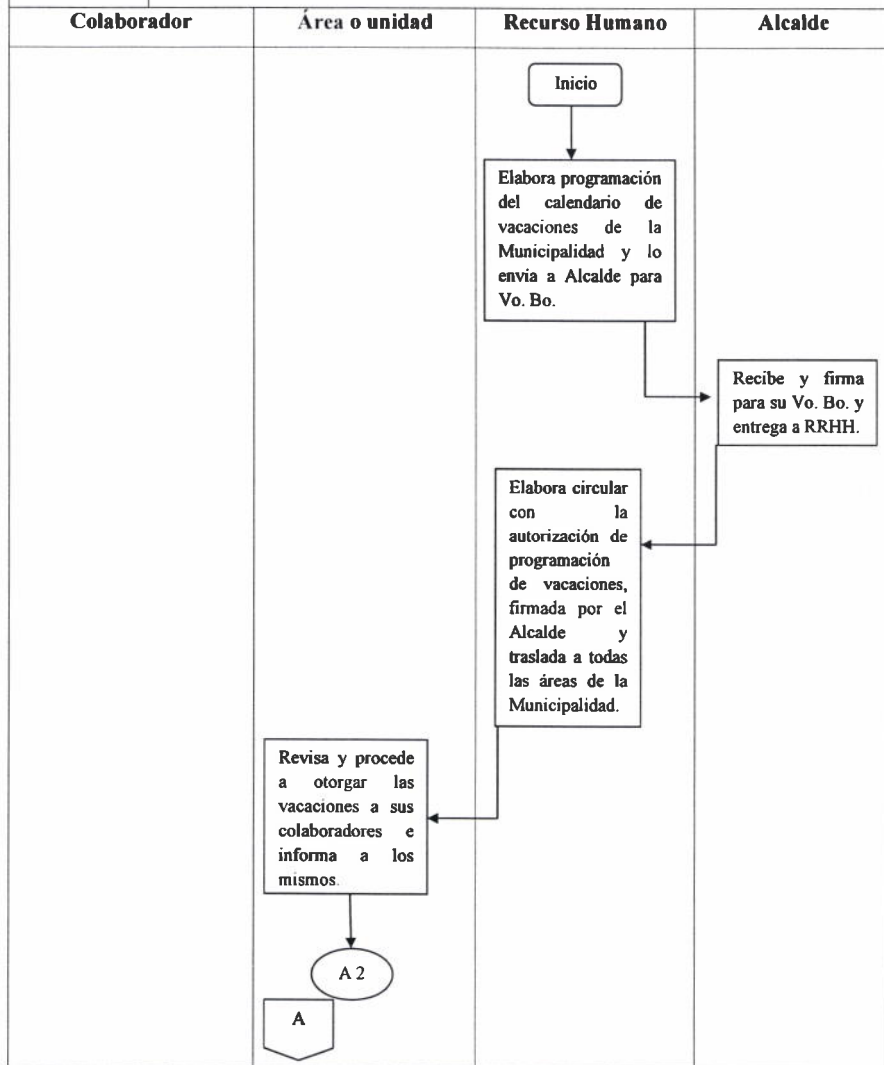 Colaborador
Área o unidad
Recurso Humano
Alcalde
Inicio
Elabora programación
del calendario de
vacaciones de la
Municipalidad y lo
envía a Alcalde para
Vo. Bo.
Recibe y firma
para su Vo. Bo. y
entrega a RRHH.
Elabora circular
con la
autorización de
programación
de vacaciones,
firmada por el
Alcalde y
traslada a todas
las áreas de la
Municipalidad.
Revisa y procede
a otorgar las
vacaciones a sus
colaboradores e
informa a los
mismos.
A 2
A